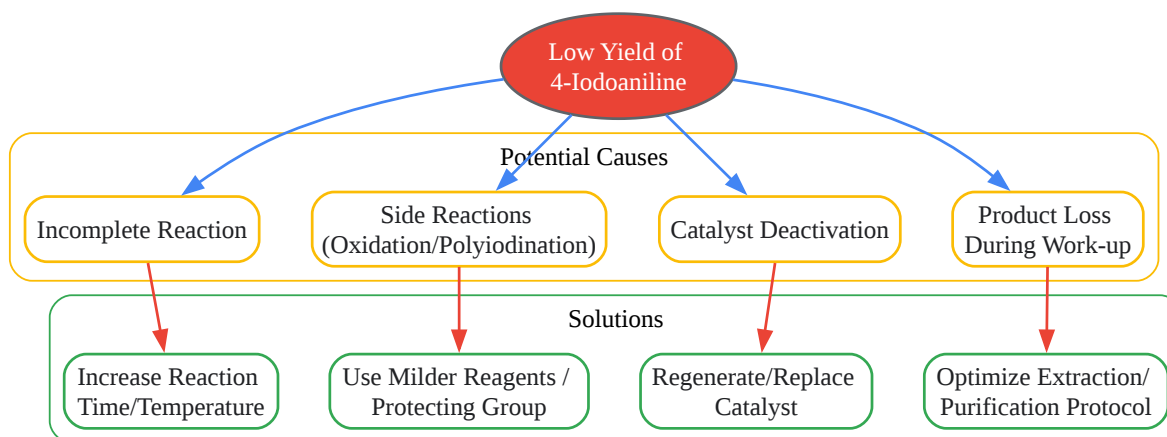 Low Yield of
4-Iodoaniline
Potential Causes
Incomplete Reaction
Side Reactions
(Oxidation/Polyiodination)
Catalyst Deactivation
Product Loss
During Work-up
Solutions
Increase Reaction
Time/Temperature
Use Milder Reagents /
Protecting Group
Regenerate/Replace
Catalyst
Optimize Extraction/
Purification Protocol